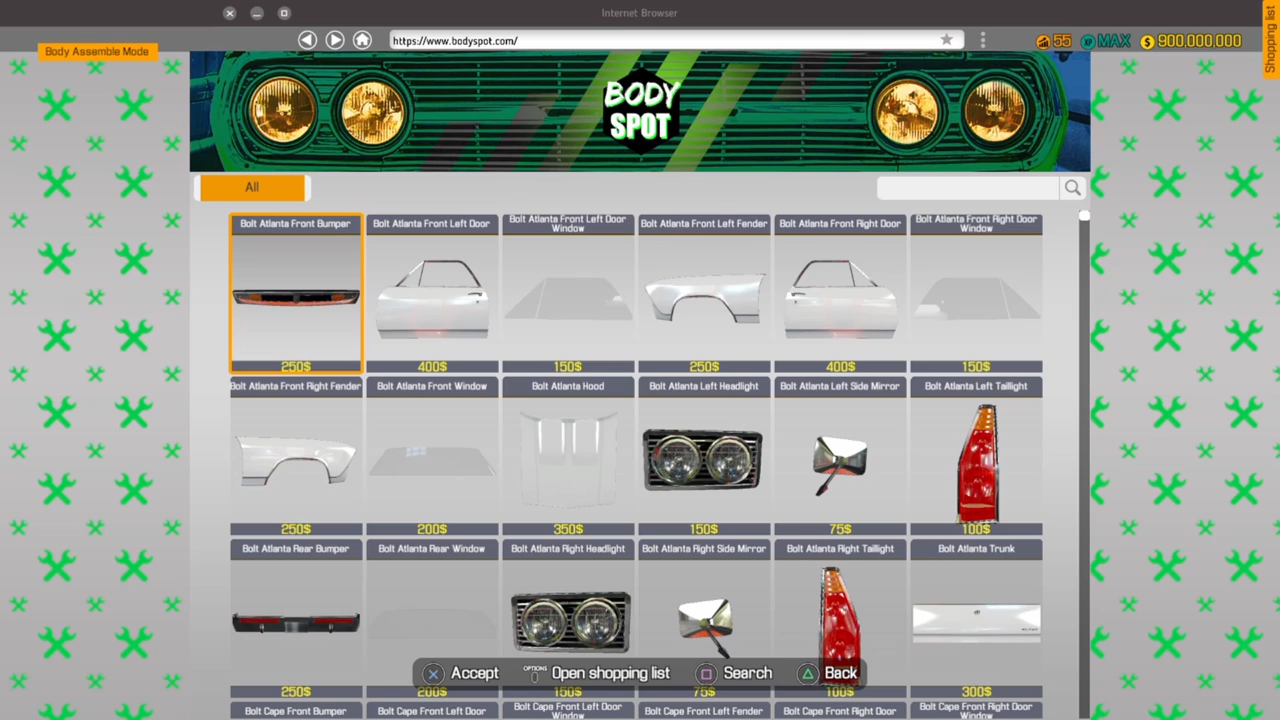 Internet Browser
Shopping list
Body Assemble Mode
https://www.bodyspot.com/
55
XP
MAX
$
900,000,000
BODY
SPOT
All
Bolt Atlanta Front Bumper
Bolt Atlanta Front Left Door
Bolt Atlanta Front Left Door
Window
Bolt Atlanta Front Left Fender
Bolt Atlanta Front Right Door
Bolt Atlanta Front Right Door
Window
250$
400$
150$
250$
400$
150$
Bolt Atlanta Front Right Fender
Bolt Atlanta Front Window
Bolt Atlanta Hood
Bolt Atlanta Left Headlight
Bolt Atlanta Left Side Mirror
Bolt Atlanta Left Taillight
250$
200$
350$
150$
75$
100$
Bolt Atlanta Rear Bumper
Bolt Atlanta Rear Window
Bolt Atlanta Right Headlight
Bolt Atlanta Right Side Mirror
Bolt Atlanta Right Taillight
Bolt Atlanta Trunk
Accept
OPTIONS
Open shopping list
Search
Back
250$
200$
150$
75$
100$
300$
Bolt Cape Front Bumper
Bolt Cape Front Left Door
Bolt Cape Front Left Door
Window
Bolt Cape Front Left Fender
Bolt Cape Front Right Door
Bolt Cape Front Right Door
Window